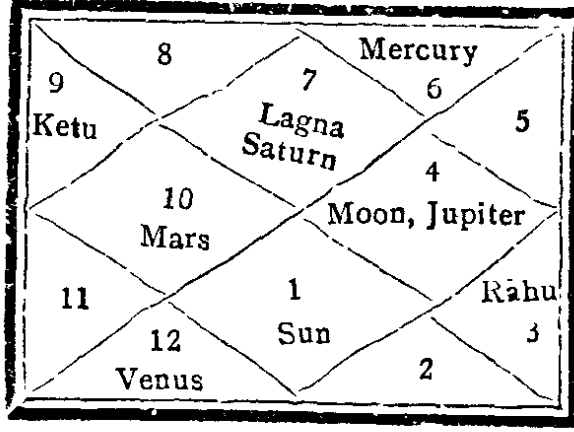 8
Mercury
6
9
Ketu
7
Lagna
Saturn
5
4
Moon, Jupiter
10
Mars
11
1
Sun
Rāhu
3
12
Venus
2